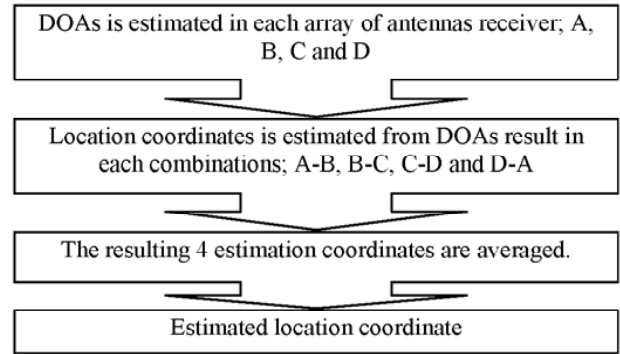 DOAs is estimated in each array of antennas receiver; A,
B, C and D
Location coordinates is estimated from DOAs result in
each combinations; A-B, B-C, C-D and D-A
The resulting 4 estimation coordinates are averaged.
Estimated location coordinate